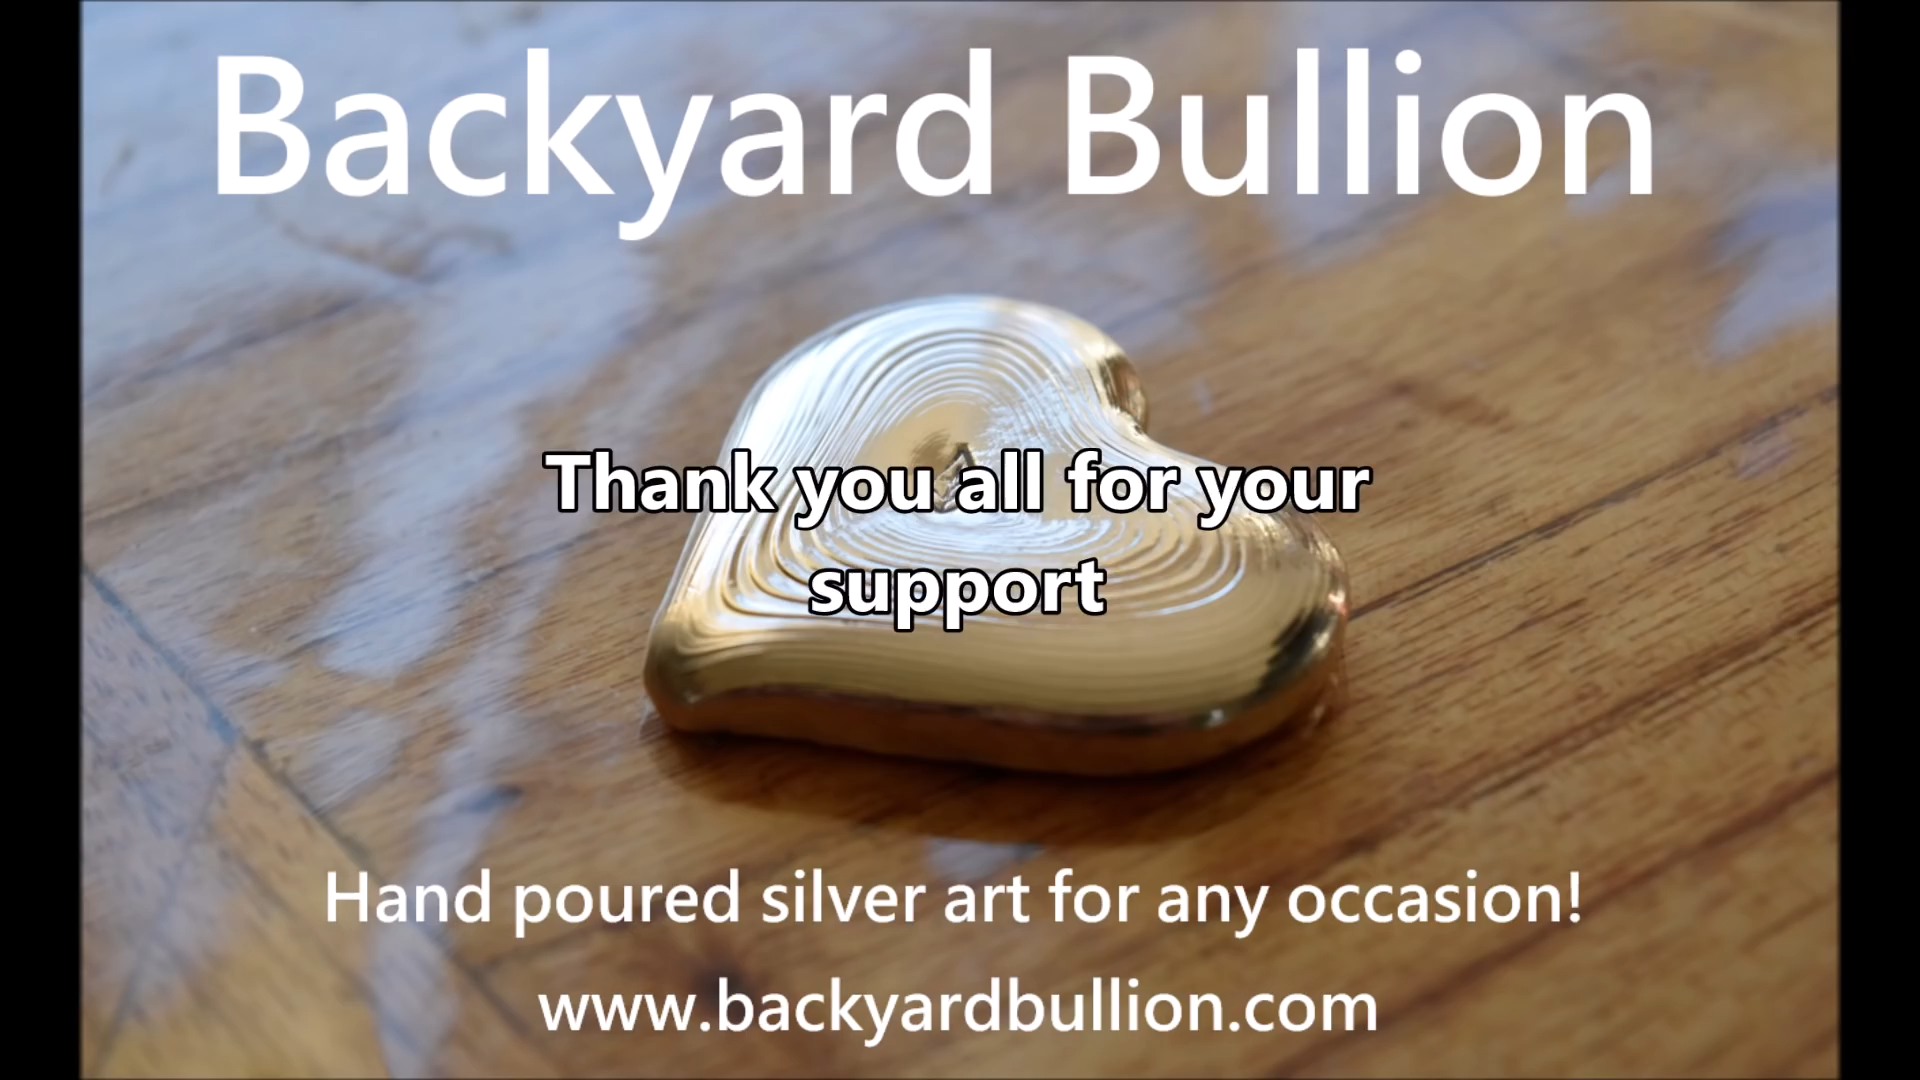 Backyard Bullion
Thank you all for your
support
Hand poured silver art for any occasion!
www.backyardbullion.com